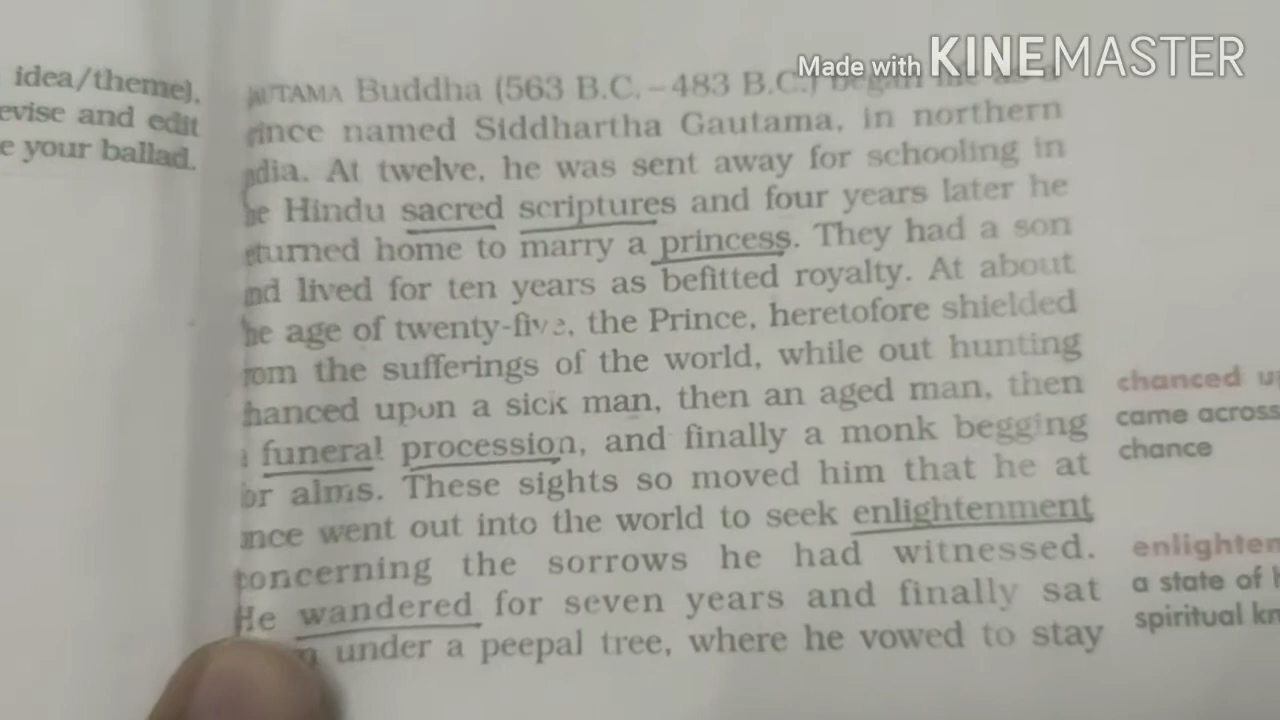 Made with KINEMASTER
idea/theme).
evise and edit
e your ballad.
AUTAMA Buddha (563 B.C. – 483 B.C.) began
rince named Siddhartha Gautama, in northern
ndia. At twelve, he was sent away for schooling in
he Hindu sacred scriptures and four years later he
eturned home to marry a princess. They had a son
nd lived for ten years as befitted royalty. At about
he age of twenty-five, the Prince, heretofore shielded
rom the sufferings of the world, while out hunting
hanced upon a sick man, then an aged man, then
a funeral procession, and finally a monk begging
or alms. These sights so moved him that he at
once went out into the world to seek enlightenment
concerning the sorrows he had witnessed.
He wandered for seven years and finally sat
under a peepal tree, where he vowed to stay
chanced up
came across
chance
enlighten
a state of h
spiritual kn